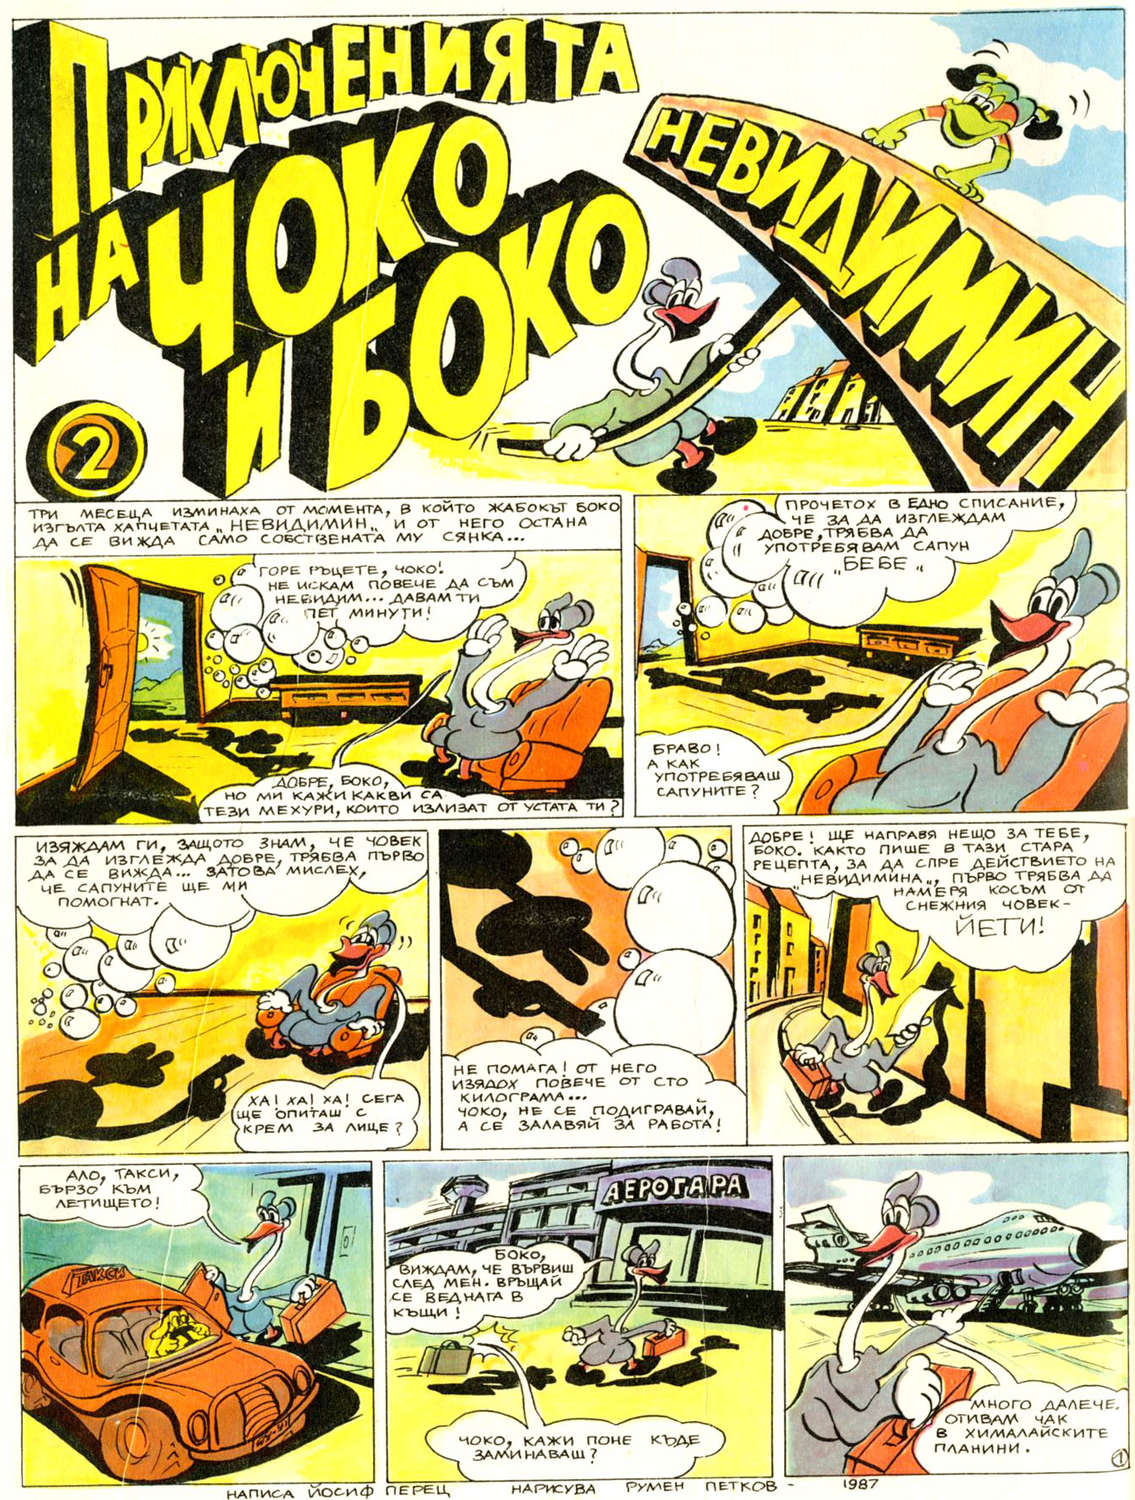 ПРИКЛЮЧЕНИЯТА
НА ЧОКО
И БОКО
НЕВИДИМИН
2
ТРИ МЕСЕЦА ИЗМИНАХА ОТ МОМЕНТА, В КОЙТО ЖАБОКЪТ БОКО
ИЗГЪЛТА ХАПЧЕТАТА „НЕВИДИМИН„ И ОТ НЕГО ОСТАНА
ДА СЕ ВИЖДА САМО СОБСТВЕНАТА МУ СЯНКА...
ГОРЕ РЪЦЕТЕ, ЧОКО!
НЕ ИСКАМ ПОВЕЧЕ ДА СЪМ
НЕВИДИМ... ДАВАМ ТИ
ПЕТ МИНУТИ!
ДОБРЕ, БОКО,
НО МИ КАЖИ КАКВИ СА
ТЕЗИ МЕХУРИ, КОИТО ИЗЛИЗАТ ОТ УСТАТА ТИ?
ПРОЧЕТОХ В ЕДНО СПИСАНИЕ,
ЧЕ ЗА ДА ИЗГЛЕЖДАМ
ДОБРЕ, ТРЯБВА ДА
УПОТРЕБЯВАМ САПУН
„БЕБЕ„
БРАВО!
А КАК
УПОТРЕБЯВАШ
САПУНИТЕ?
ИЗЯЖДАМ ГИ, ЗАЩОТО ЗНАМ, ЧЕ ЧОВЕК
ЗА ДА ИЗГЛЕЖДА ДОБРЕ, ТРЯБВА ПЪРВО
ДА СЕ ВИЖДА... ЗАТОВА МИСЛЕХ,
ЧЕ САПУНИТЕ ЩЕ МИ
ПОМОГНАТ.
ХА! ХА! ХА! СЕГА
ЩЕ ОПИТАШ С
КРЕМ ЗА ЛИЦЕ?
НЕ ПОМАГА! ОТ НЕГО
ИЗЯДОХ ПОВЕЧЕ ОТ СТО
КИЛОГРАМА...
ЧОКО, НЕ СЕ ПОДИГРАВАЙ,
А СЕ ЗАЛАВЯЙ ЗА РАБОТА!
ДОБРЕ! ЩЕ НАПРАВЯ НЕЩО ЗА ТЕБЕ,
БОКО. КАКТО ПИШЕ В ТАЗИ СТАРА
РЕЦЕПТА, ЗА ДА СПРЕ ДЕЙСТВИЕТО НА
„НЕВИДИМИНА„, ПЪРВО ТРЯБВА ДА
НАМЕРЯ КОСЪМ ОТ
СНЕЖНИЯ ЧОВЕК-
ЙЕТИ!
АЛО, ТАКСИ,
БЪРЗО КЪМ
ЛЕТИЩЕТО!
ТАКСИ
АЕРОГАРА
БОКО,
ВИЖДАМ, ЧЕ ВЪРВИШ
СЛЕД МЕН. ВРЪЩАЙ
СЕ ВЕДНАГА В
КЪЩИ!
ЧОКО, КАЖИ ПОНЕ КЪДЕ
ЗАМИНАВАШ?
МНОГО ДАЛЕЧЕ.
ОТИВАМ ЧАК
В ХИМАЛАЙСКИТЕ
ПЛАНИНИ.
1
НАПИСА ЙОСИФ ПЕРЕЦ НАРИСУВА РУМЕН ПЕТКОВ - 1987